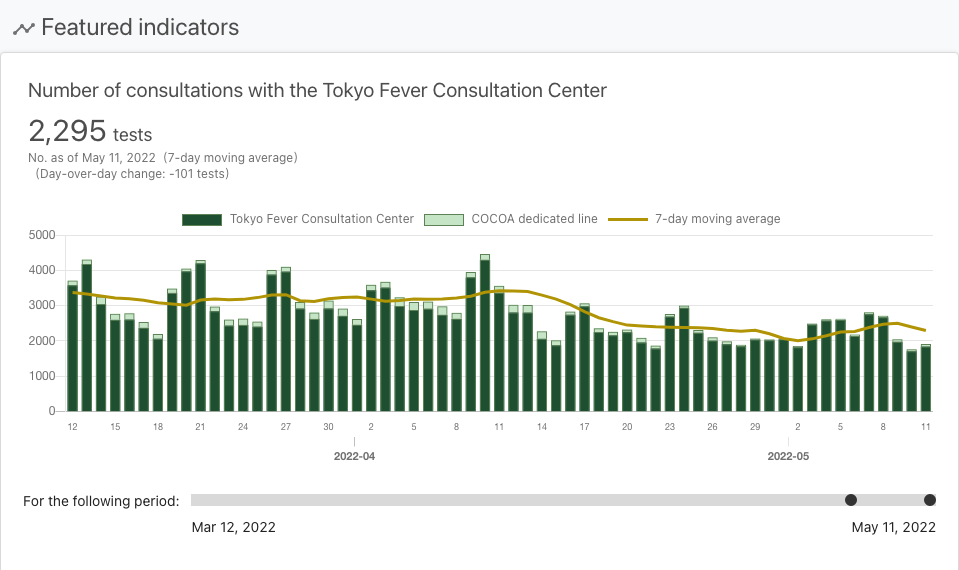 Featured indicators
Number of consultations with the Tokyo Fever Consultation Center
2,295 tests
No. as of May 11, 2022 (7-day moving average)
(Day-over-day change: -101 tests)
Tokyo Fever Consultation Center COCOA dedicated line 7-day moving average
5000
4000
3000
2000
1000
0
12 15 18 21 24 27 30 2 5 8 11 14 17 20 23 26 29 2 5 8 11
2022-04 2022-05
For the following period:
Mar 12, 2022 May 11, 2022